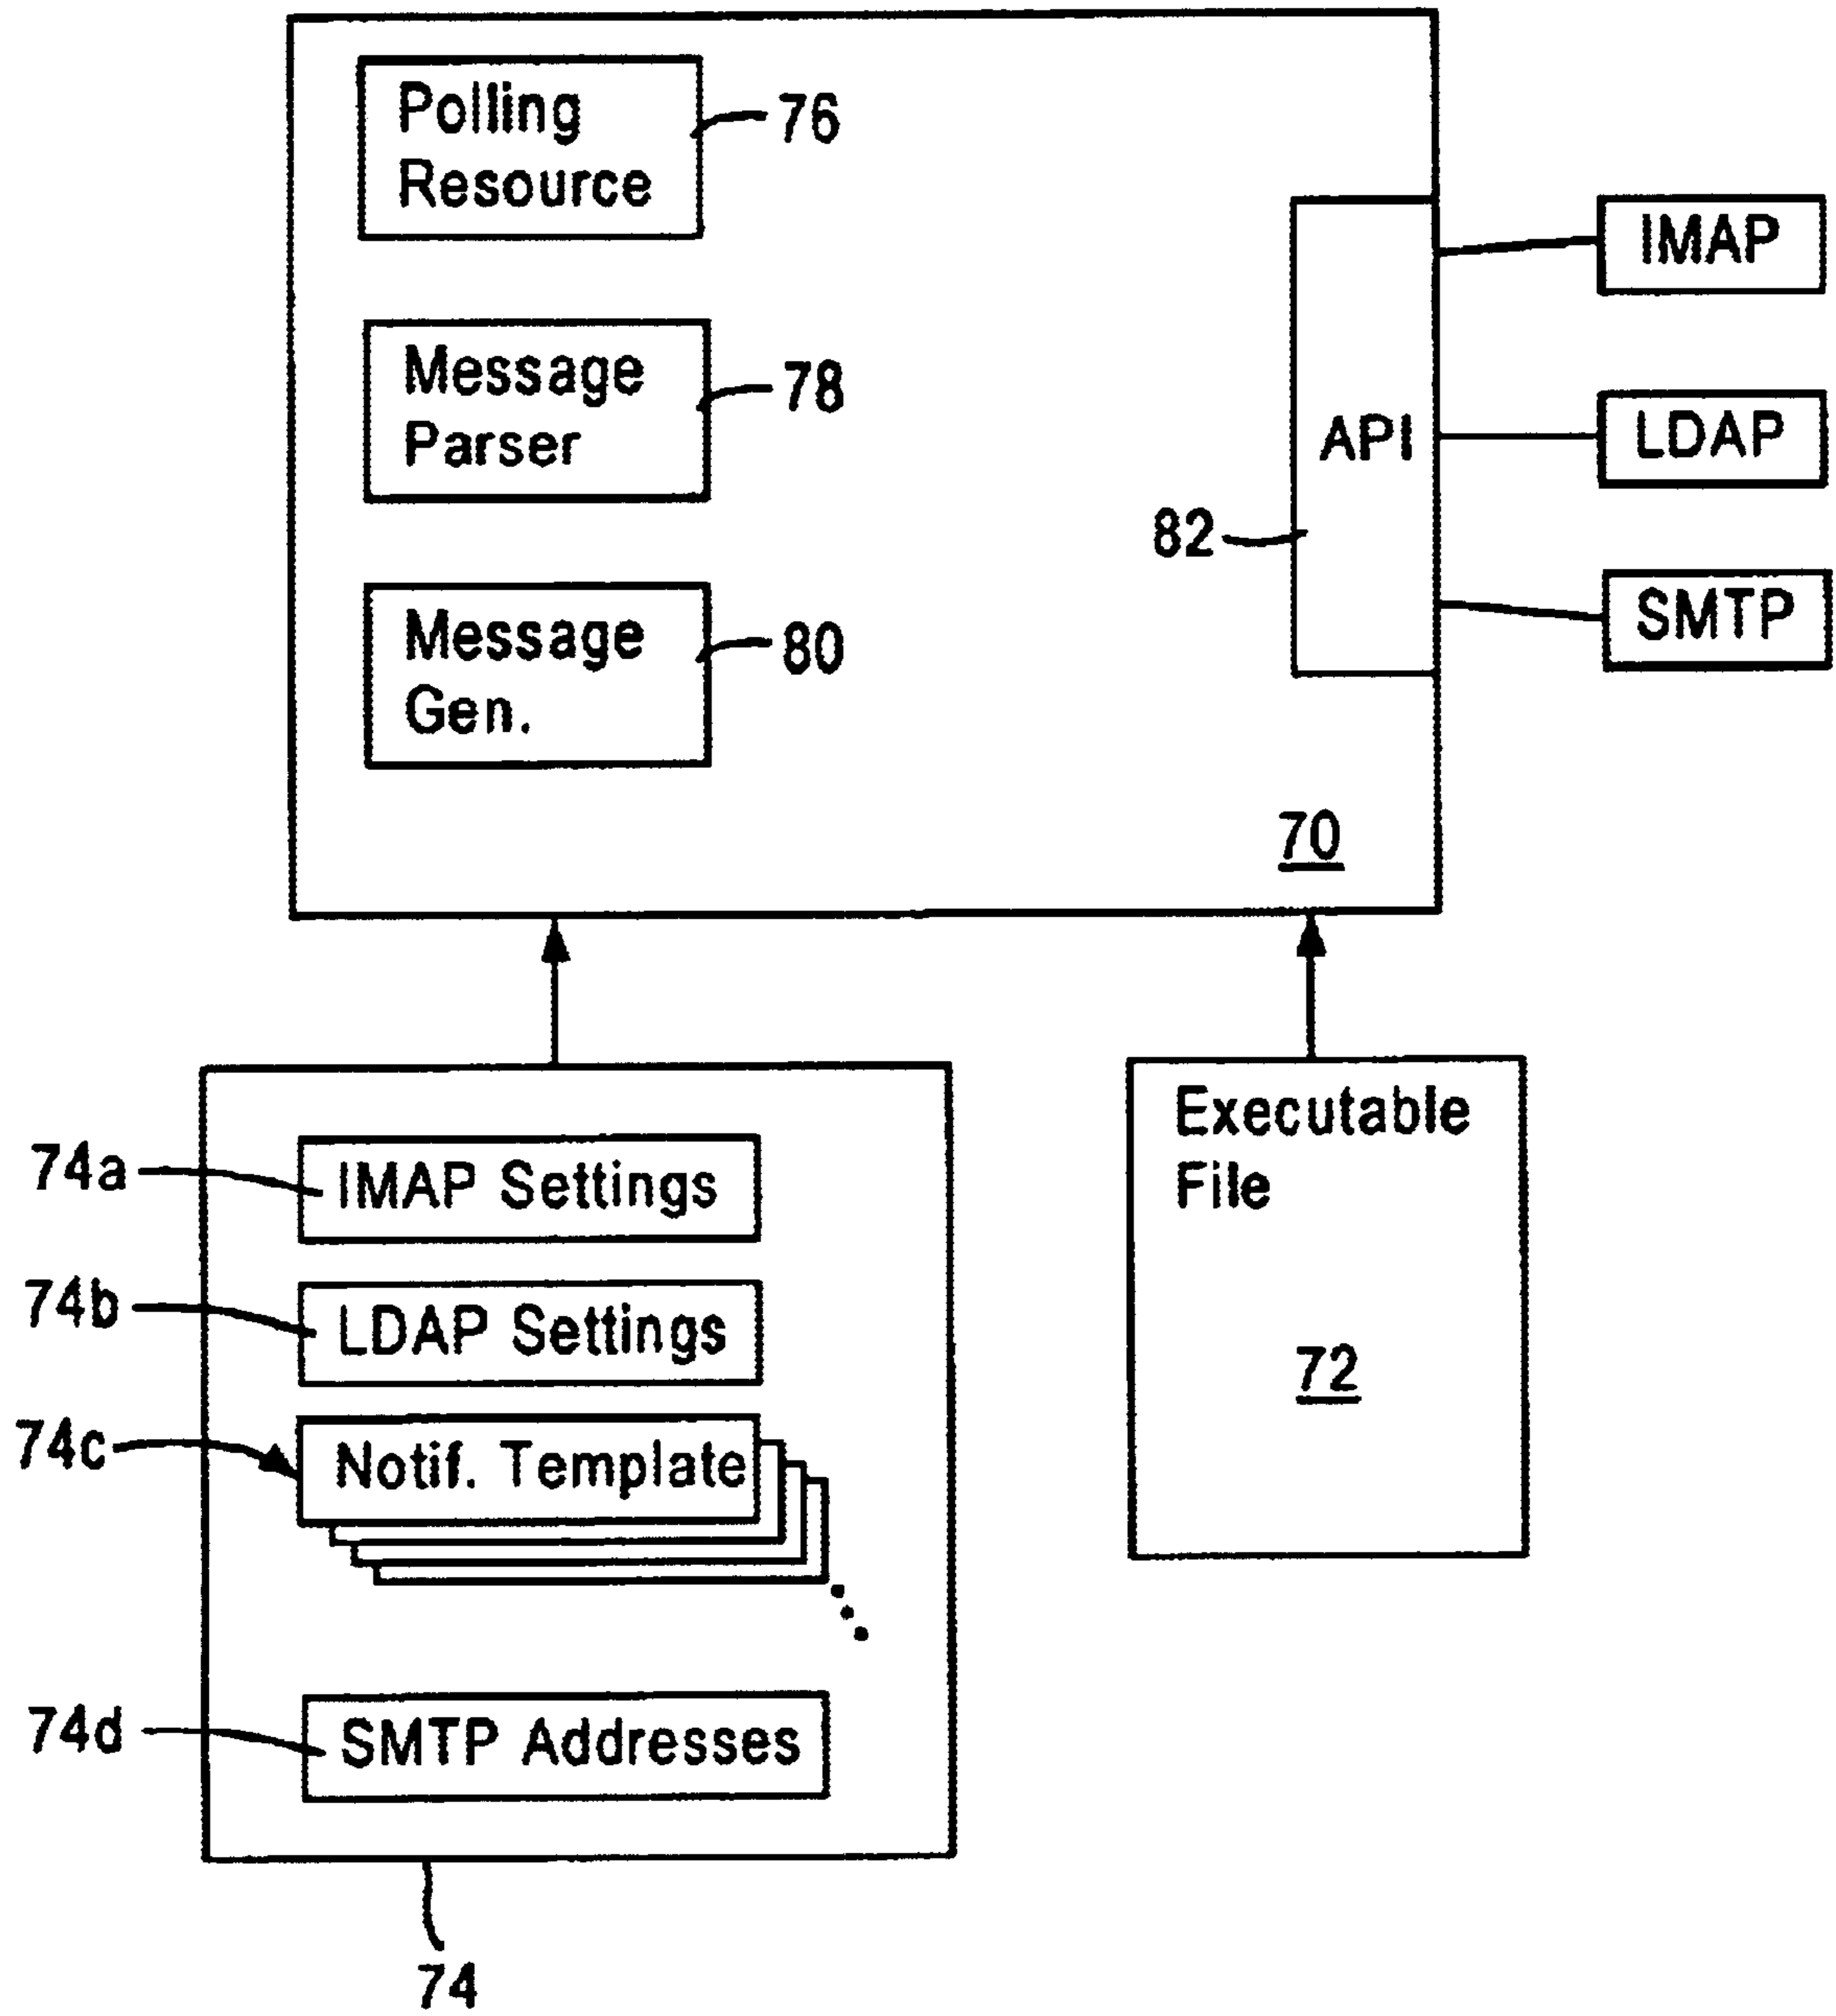 Polling
Resource
76
Message
Parser
78
Message
Gen.
80
API
82
IMAP
LDAP
SMTP
70
74a
IMAP Settings
74b
LDAP Settings
74c
Notif. Template
74d
SMTP Addresses
74
Executable
File
72